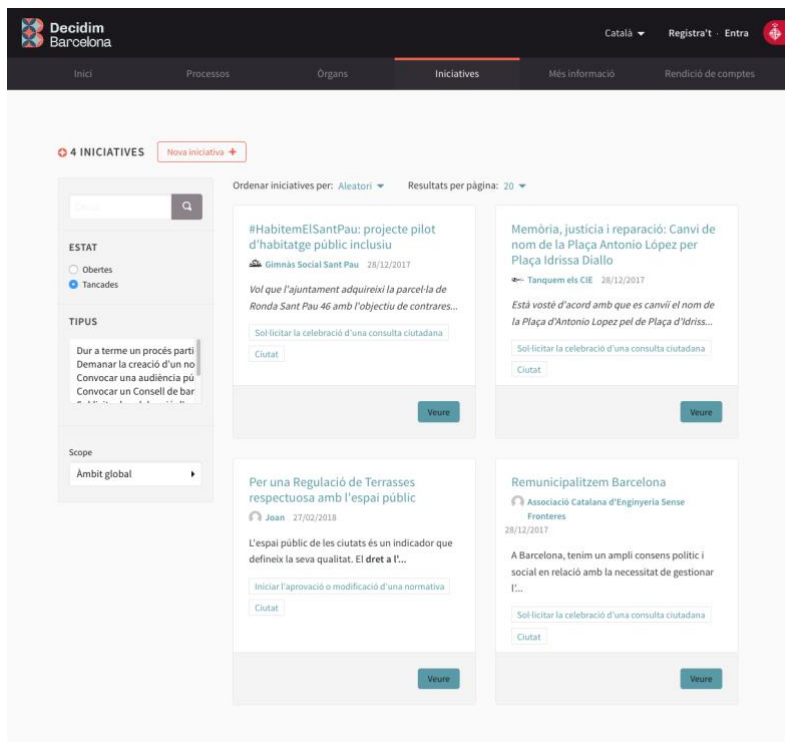 Decidim
Barcelona
Català
Registra't · Entra
Inici
Processos
Òrgans
Iniciatives
Més informació
Rendició de comptes
4 INICIATIVES
Nova iniciativa +
Ordenar iniciatives per: Aleatori
Resultats per pàgina: 20
ESTAT
Obertes
Tancades
TIPUS
Dur a terme un procés parti
Demanar la creació d'un no
Convocar una audiència pú
Convocar un Consell de bar
Scope
Àmbit global
#HabitemElSantPau: projecte pilot
d'habitatge públic inclusiu
Gimnàs Social Sant Pau 28/12/2017
Vol que l'ajuntament adquireixi la parcel·la de
Ronda Sant Pau 46 amb l'objectiu de contrares...
Sol·licitar la celebració d'una consulta ciutadana
Ciutat
Veure
Memòria, justícia i reparació: Canvi de
nom de la Plaça Antonio López per
Plaça Idrissa Diallo
Tanquem els CIE 28/12/2017
Està vostè d'acord amb que es canviï el nom de
la Plaça d'Antonio Lopez pel de Plaça d'Idriss...
Sol·licitar la celebració d'una consulta ciutadana
Ciutat
Veure
Per una Regulació de Terrasses
respectuosa amb l'espai públic
Joan 27/02/2018
L'espai públic de les ciutats és un indicador que
defineix la seva qualitat. El dret a l'...
Iniciar l'aprovació o modificació d'una normativa
Ciutat
Veure
Remunicipalitzem Barcelona
Associació Catalana d'Enginyeria Sense
Fronteres
28/12/2017
A Barcelona, tenim un ampli consens polític i
social en relació amb la necessitat de gestionar
l'...
Sol·licitar la celebració d'una consulta ciutadana
Ciutat
Veure